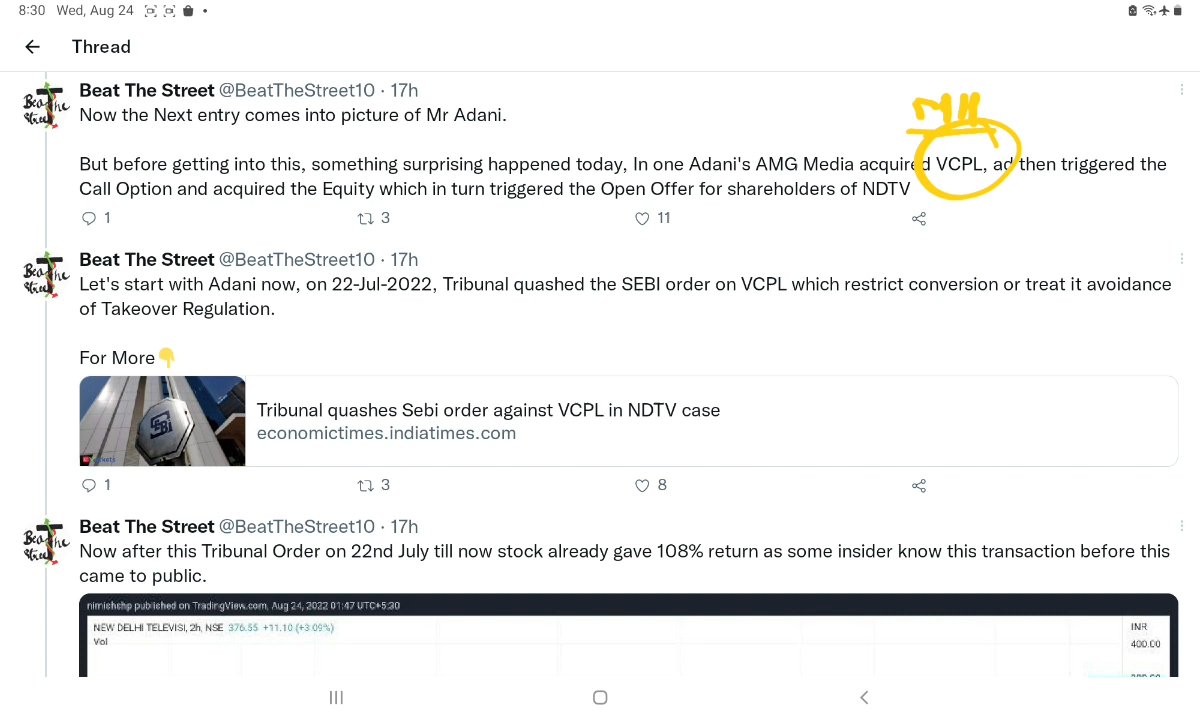 8:30 Wed, Aug 24
Thread
Beat The Street @BeatTheStreet10 · 17h
Now the Next entry comes into picture of Mr Adani.
But before getting into this, something surprising happened today, In one Adani's AMG Media acquired VCPL, ad then triggered the
Call Option and acquired the Equity which in turn triggered the Open Offer for shareholders of NDTV
1 3 11
Beat The Street @BeatTheStreet10 · 17h
Let's start with Adani now, on 22-Jul-2022, Tribunal quashed the SEBI order on VCPL which restrict conversion or treat it avoidance
of Takeover Regulation.
For More👇
Tribunal quashes Sebi order against VCPL in NDTV case
economictimes.indiatimes.com
1 3 8
Beat The Street @BeatTheStreet10 · 17h
Now after this Tribunal Order on 22nd July till now stock already gave 108% return as some insider know this transaction before this
came to public.
nimishshp published on TradingView.com, Aug 24, 2022 01:47 UTC+5:30
NEW DELHI TELEVISI, 2h, NSE 376.55 +11.10 (+3.09%)
INR
Vol
400.00